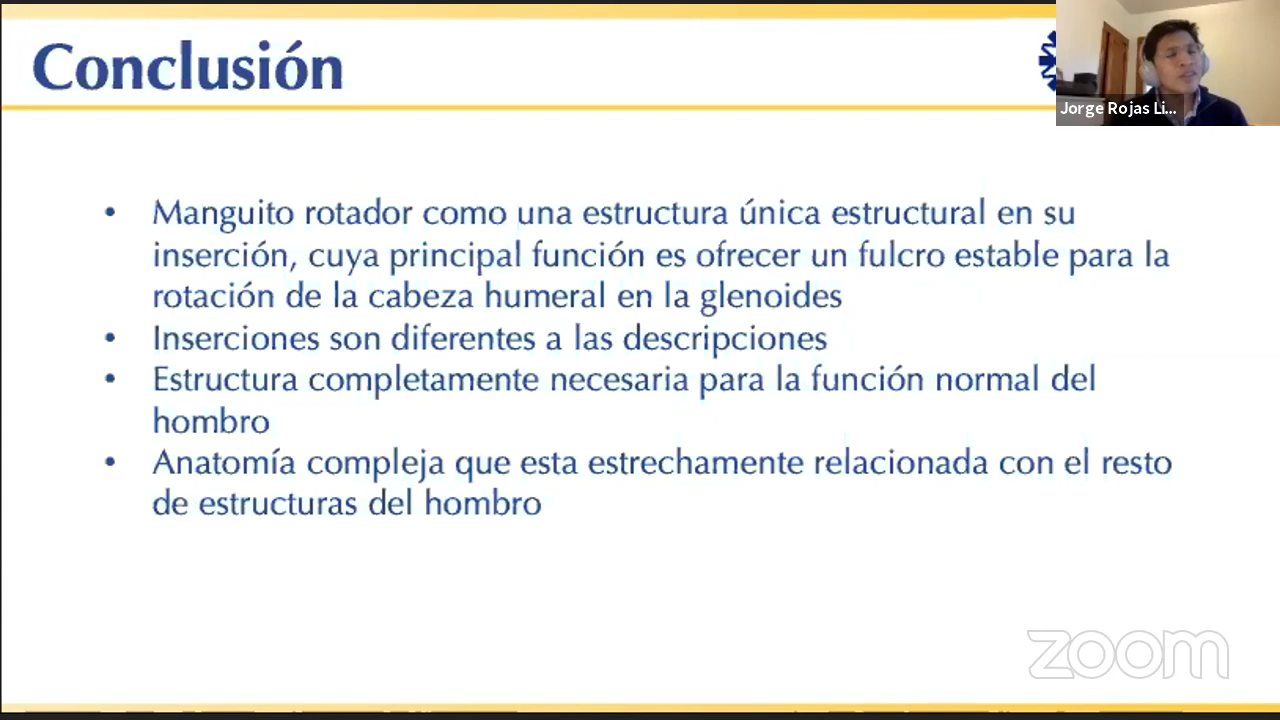 Conclusión
Jorge Rojas Li...
• Manguito rotador como una estructura única estructural en su
inserción, cuya principal función es ofrecer un fulcro estable para la
rotación de la cabeza humeral en la glenoides
• Inserciones son diferentes a las descripciones
• Estructura completamente necesaria para la función normal del
hombro
• Anatomía compleja que esta estrechamente relacionada con el resto
de estructuras del hombro
zoom